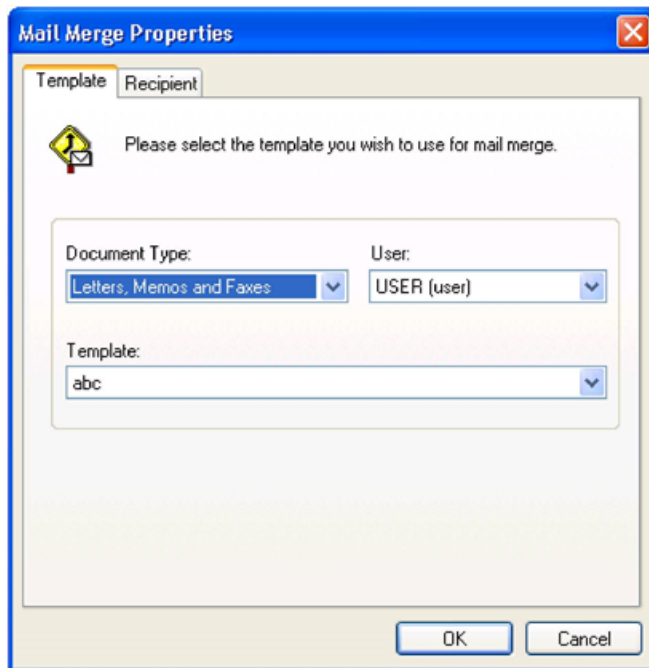 Mail Merge Properties
Template Recipient
Please select the template you wish to use for mail merge.
Document Type: User:
Letters, Memos and Faxes USER (user)
Template:
abc
OK Cancel